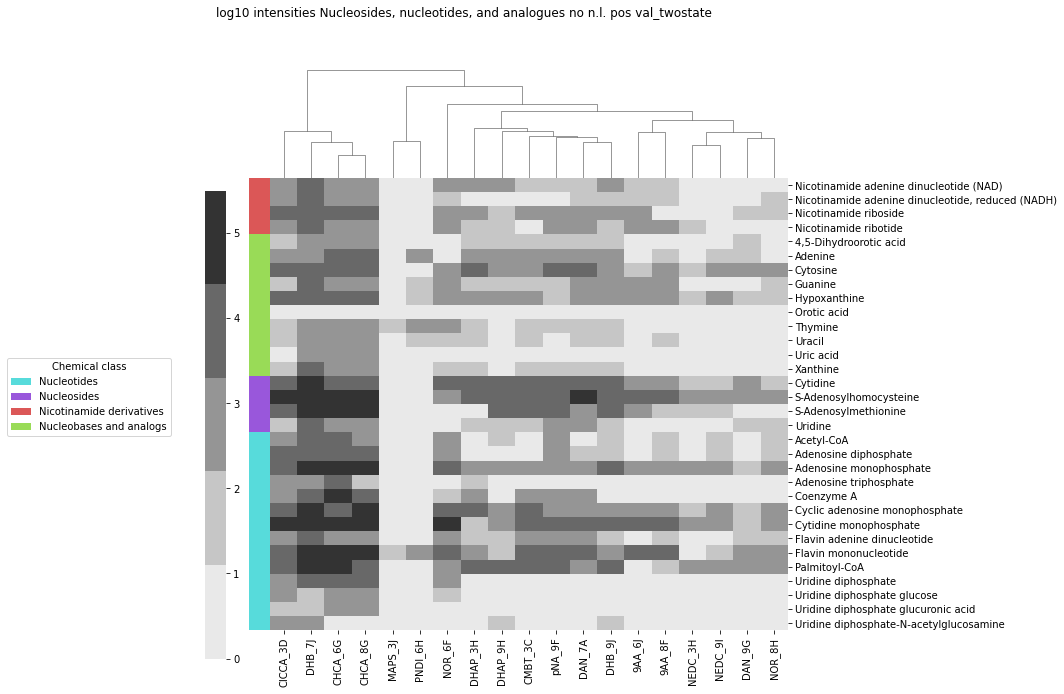 log10 intensities Nucleosides, nucleotides, and analogues no n.l. pos val_twostate
Nicotinamide adenine dinucleotide (NAD)
Nicotinamide adenine dinucleotide, reduced (NADH)
Nicotinamide riboside
Nicotinamide ribotide
4,5-Dihydroorotic acid
Adenine
Cytosine
Guanine
Hypoxanthine
Orotic acid
Thymine
Uracil
Uric acid
Xanthine
Cytidine
S-Adenosylhomocysteine
S-Adenosylmethionine
Uridine
Acetyl-CoA
Adenosine diphosphate
Adenosine monophosphate
Adenosine triphosphate
Coenzyme A
Cyclic adenosine monophosphate
Cytidine monophosphate
Flavin adenine dinucleotide
Flavin mononucleotide
Palmitoyl-CoA
Uridine diphosphate
Uridine diphosphate glucose
Uridine diphosphate glucuronic acid
Uridine diphosphate-N-acetylglucosamine
5
4
3
2
1
0
Chemical class
Nucleotides
Nucleosides
Nicotinamide derivatives
Nucleobases and analogs
ClCCA_3D
DHB_7J
CHCA_6G
CHCA_8G
MAPS_3J
PNDI_6H
NOR_6F
DHAP_3H
DHAP_9H
CMBT_3C
pNA_9F
DAN_7A
DHB_9J
9AA_6J
9AA_8F
NEDC_3H
NEDC_9I
DAN_9G
NOR_8H